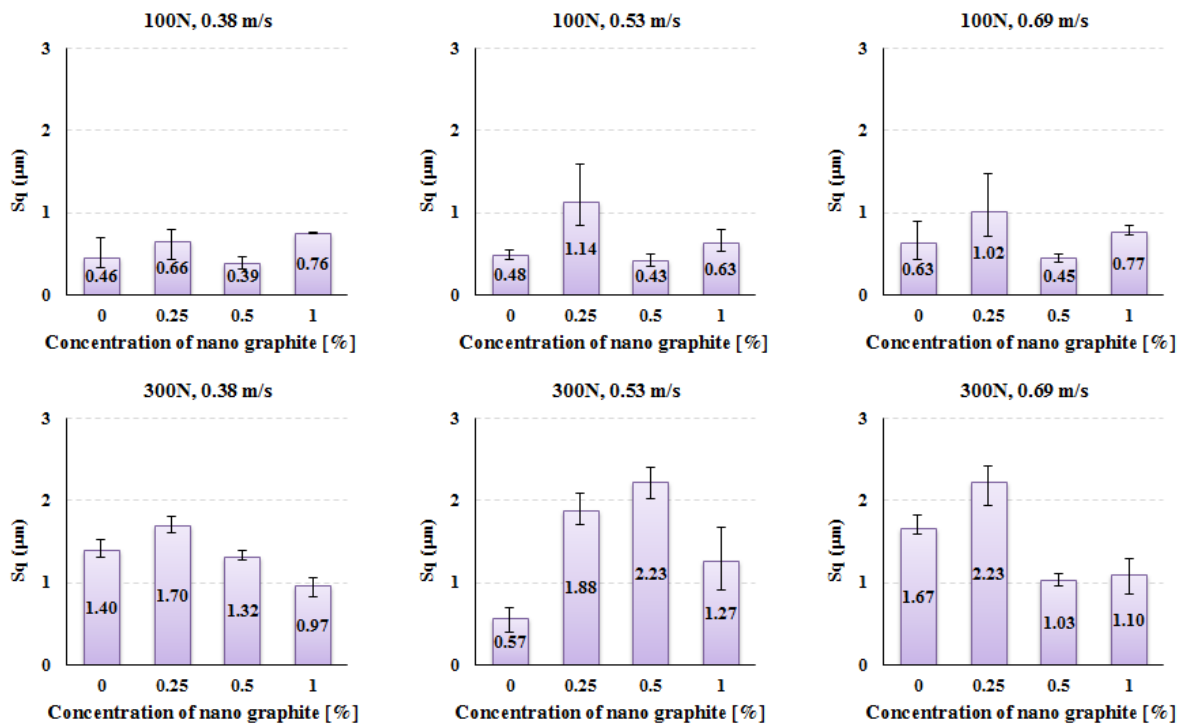 100N, 0.38 m/s
3
2
1
0
Sq (μm)
0.46
0.66
0.39
0.76
0 0.25 0.5 1
Concentration of nano graphite [%]
100N, 0.53 m/s
3
2
1
0
Sq (μm)
0.48
1.14
0.43
0.63
0 0.25 0.5 1
Concentration of nano graphite [%]
100N, 0.69 m/s
3
2
1
0
Sq (μm)
0.63
1.02
0.45
0.77
0 0.25 0.5 1
Concentration of nano graphite [%]
300N, 0.38 m/s
3
2
1
0
Sq (μm)
1.40
1.70
1.32
0.97
0 0.25 0.5 1
Concentration of nano graphite [%]
300N, 0.53 m/s
3
2
1
0
Sq (μm)
0.57
1.88
2.23
1.27
0 0.25 0.5 1
Concentration of nano graphite [%]
300N, 0.69 m/s
3
2
1
0
Sq (μm)
1.67
2.23
1.03
1.10
0 0.25 0.5 1
Concentration of nano graphite [%]